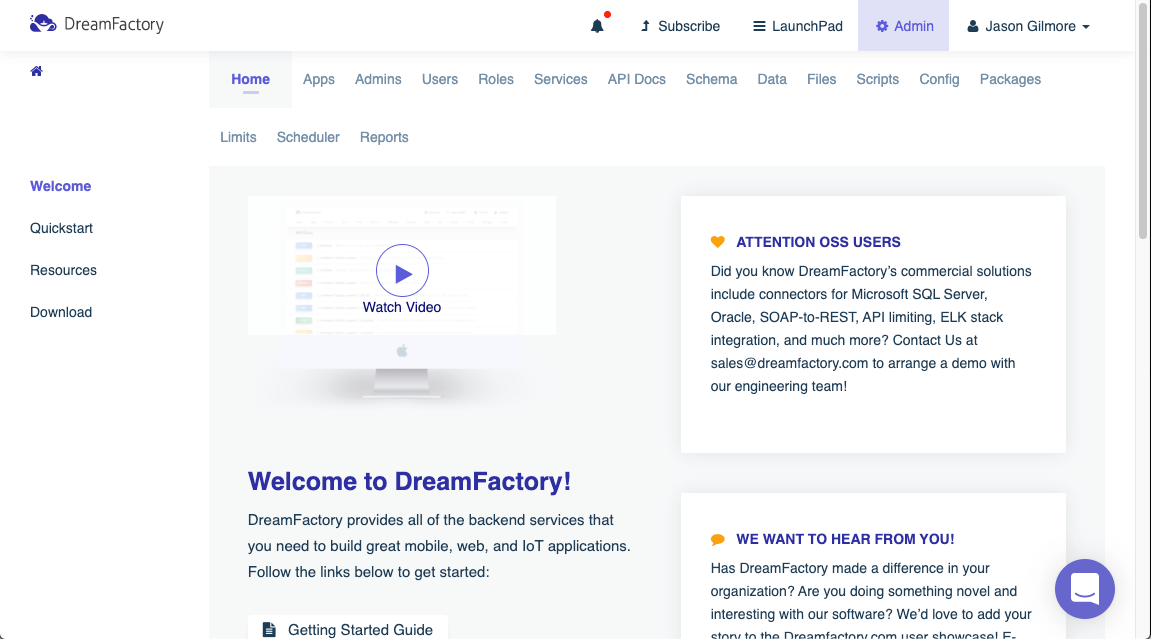 DreamFactory
Subscribe
LaunchPad
Admin
Jason Gilmore
Home
Apps
Admins
Users
Roles
Services
API Docs
Schema
Data
Files
Scripts
Config
Packages
Limits
Scheduler
Reports
Welcome
Quickstart
Resources
Download
Watch Video
Welcome to DreamFactory!
DreamFactory provides all of the backend services that
you need to build great mobile, web, and IoT applications.
Follow the links below to get started:
Getting Started Guide
ATTENTION OSS USERS
Did you know DreamFactory’s commercial solutions
include connectors for Microsoft SQL Server,
Oracle, SOAP-to-REST, API limiting, ELK stack
integration, and much more? Contact Us at
sales@dreamfactory.com to arrange a demo with
our engineering team!
WE WANT TO HEAR FROM YOU!
Has DreamFactory made a difference in your
organization? Are you doing something novel and
interesting with our software? We’d love to add your
story to the Dreamfactory.com user showcase! E-